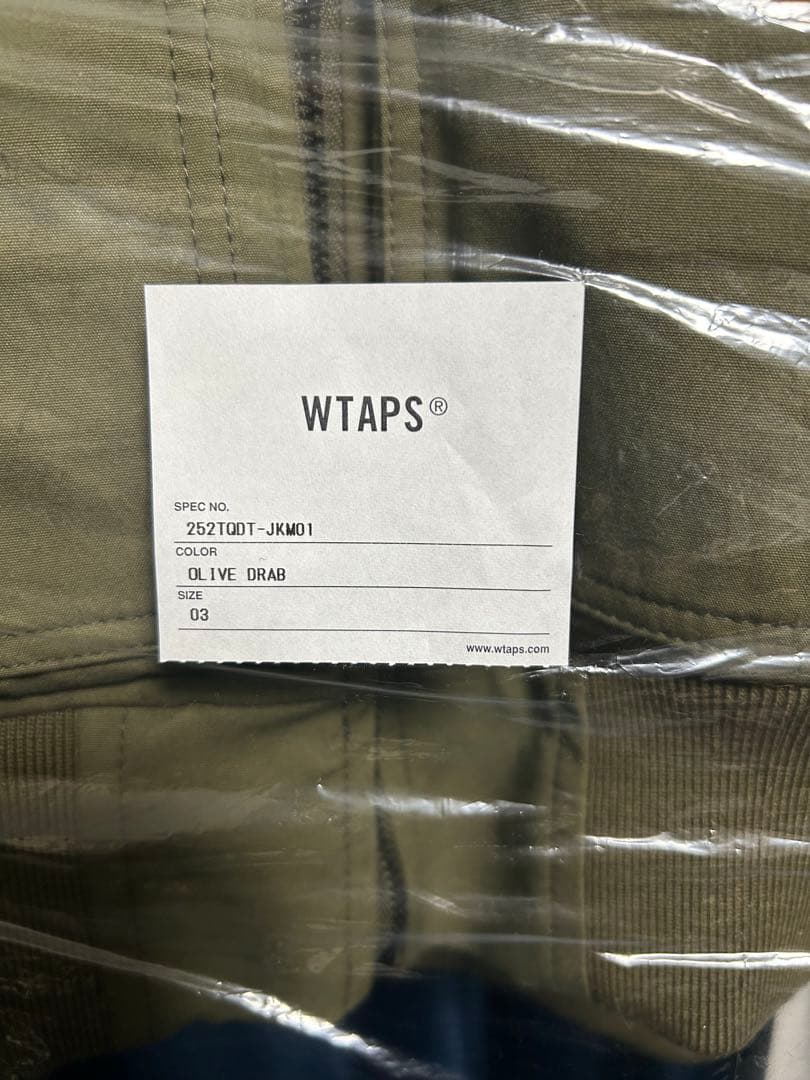 WTAPS®
SPEC NO.
252TQDT-JKM01
COLOR
OLIVE DRAB
SIZE
03
www.wtaps.com